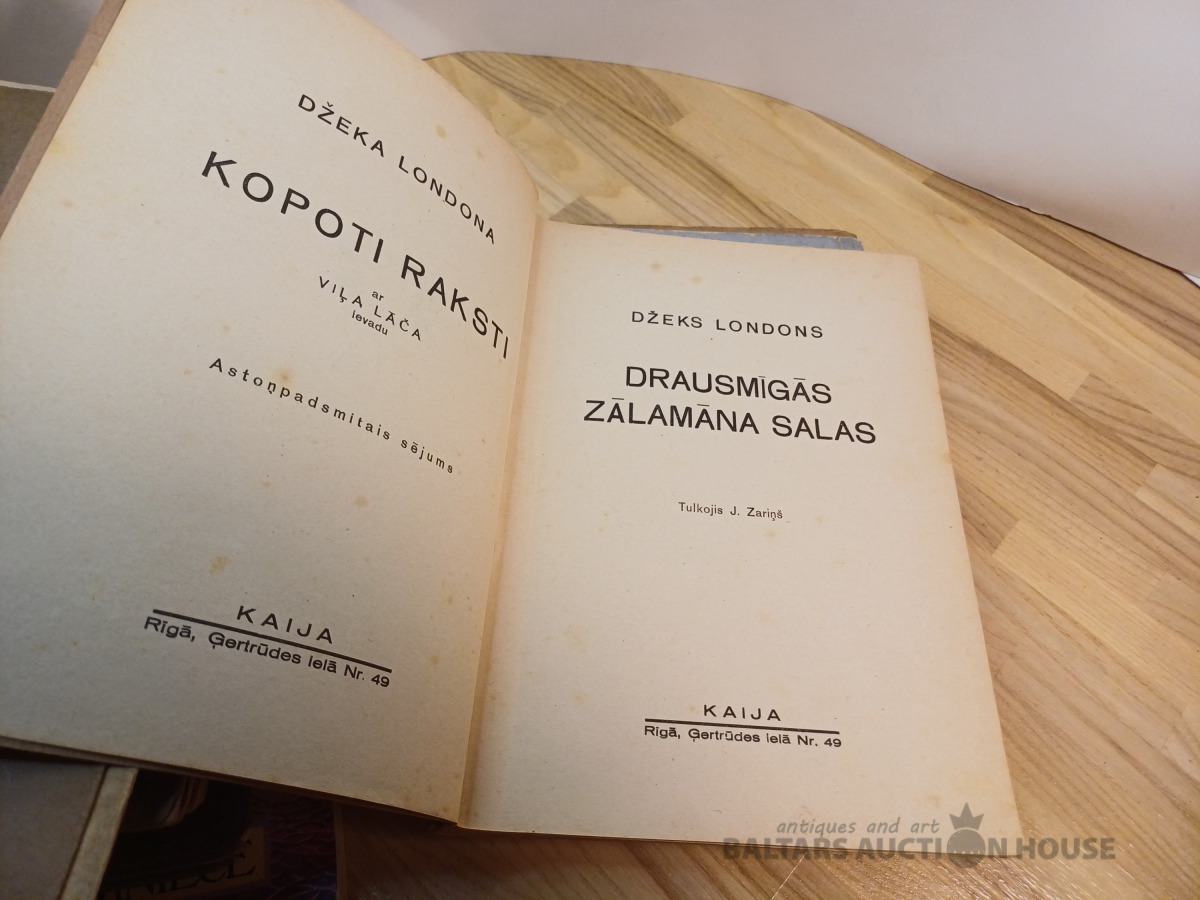 DŽEKA LONDONA
KOPOTI RAKSTI
ar
VIĻA LĀČA
ievadu
Astoņpadsmitais sējums
KAIJA
Rīgā, Ģertrūdes ielā Nr. 49
DŽEKS LONDONS
DRAUSMĪGĀS
ZĀLAMĀNA SALAS
Tulkojis J. Zariņš
KAIJA
Rīgā, Ģertrūdes ielā Nr. 49
antiques and art
BALTARS AUCTION HOUSE